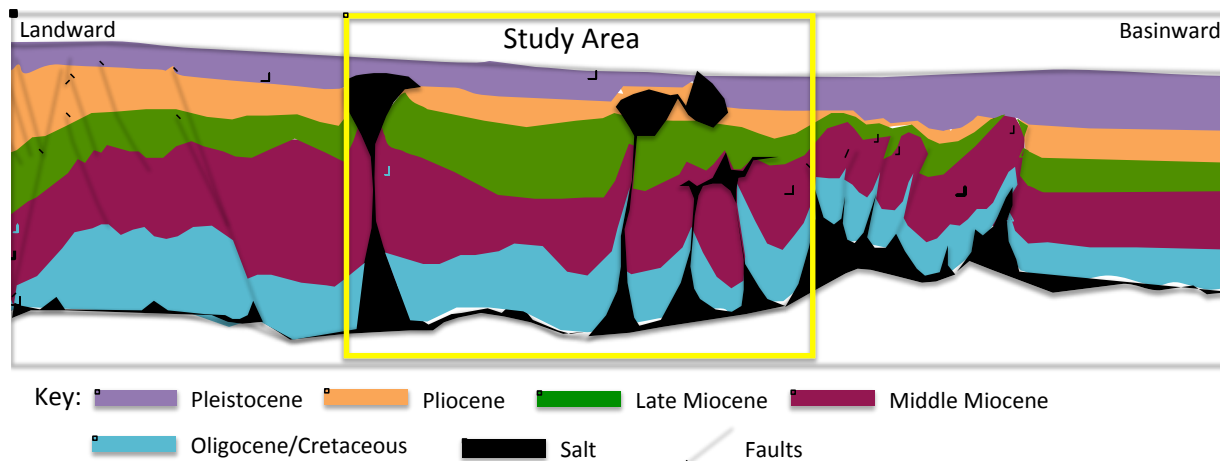 Landward
Study Area
Basinward
Key: Pleistocene Pliocene Late Miocene Middle Miocene
Oligocene/Cretaceous Salt Faults